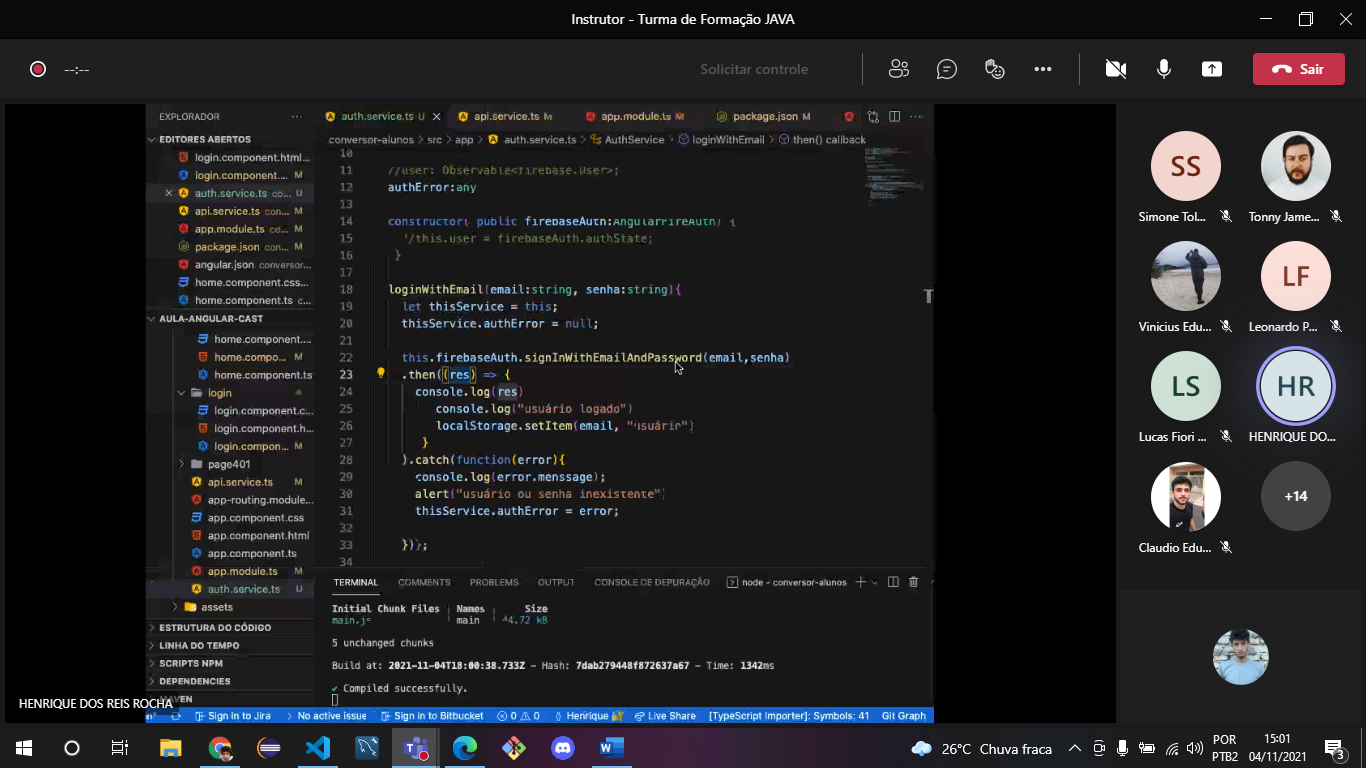 Instrutor - Turma de Formação JAVA
--:--
Solicitar controle
Sair
EXPLORADOR
EDITORES ABERTOS
login.component.html...
login.component....
auth.service.ts co... U
api.service.ts con... M
app.module.ts co... M
package.json con... M
angular.json conversor...
home.component.css...
home.component.ts c...
AULA-ANGULAR-CAST
home.component....
home.compo... M
home.component.ts
login
login.component.c...
login.component.h...
login.compon... M
page401
api.service.ts M
app-routing.module...
app.component.css
app.component.html
app.component.ts
app.module.ts M
auth.service.ts U
assets
ESTRUTURA DO CÓDIGO
LINHA DO TEMPO
SCRIPTS NPM
DEPENDENCIES
MAVEN
auth.service.ts U
api.service.ts M
app.module.ts M
package.json M
conversor-alunos > src > app > auth.service.ts > AuthService > loginWithEmail > then() callback
10
11 //user: Observable<firebase.User>;
12 authError:any
13
14 constructor( public firebaseAuth:AngularFireAuth) {
15 //this.user = firebaseAuth.authState;
16 }
17
18 loginWithEmail(email:string, senha:string){
19 let thisService = this;
20 thisService.authError = null;
21
22 this.firebaseAuth.signInWithEmailAndPassword(email,senha)
23 .then((res) => {
24 console.log(res)
25 console.log("usuário logado")
26 localStorage.setItem(email, "usuário")
27 }
28 ).catch(function(error){
29 console.log(error.menssage);
30 alert("usuário ou senha inexistente")
31 thisService.authError = error;
32
33 }));
34
TERMINAL COMMENTS PROBLEMS OUTPUT CONSOLE DE DEPURAÇÃO node - conversor-alunos
Initial Chunk Files | Names | Size
main | 4.72 kB
5 unchanged chunks
Build at: 2021-11-04T18:00:38.733Z - Hash: 7dab279448f872637a67 - Time: 1342ms
✔ Compiled successfully.
Sign in to Jira No active issue Sign in to Bitbucket 0 0 Henrique Live Share [TypeScript Importer]: Symbols: 41 Git Graph
HENRIQUE DOS REIS ROCHA
SS
Simone Tol...
Tonny Jame...
Vinicius Edu...
LF
Leonardo P...
LS
Lucas Fiori ...
HR
HENRIQUE DO...
Claudio Edu...
+14
26°C Chuva fraca
POR
PTB2
15:01
04/11/2021
3